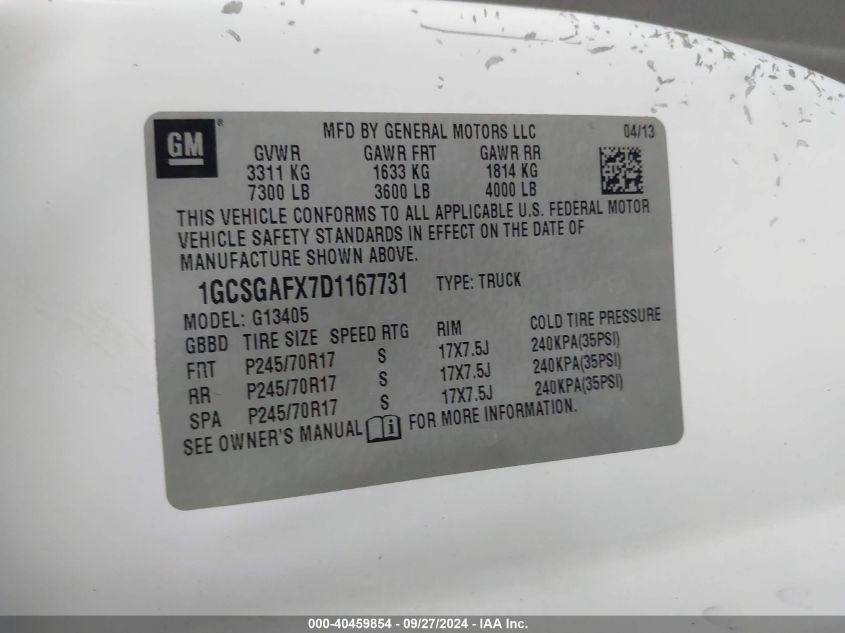 GM ® MFD BY GENERAL MOTORS LLC 04/13
GVWR GAWR FRT GAWR RR
3311 KG 1633 KG 1814 KG
7300 LB 3600 LB 4000 LB
THIS VEHICLE CONFORMS TO ALL APPLICABLE U.S. FEDERAL MOTOR
VEHICLE SAFETY STANDARDS IN EFFECT ON THE DATE OF
MANUFACTURE SHOWN ABOVE.
1GCSGAFX7D1167731 TYPE: TRUCK
MODEL: G13405
GBBD TIRE SIZE SPEED RTG RIM COLD TIRE PRESSURE
FRT P245/70R17 S 17X7.5J 240KPA(35PSI)
RR P245/70R17 S 17X7.5J 240KPA(35PSI)
SPA P245/70R17 S 17X7.5J 240KPA(35PSI)
SEE OWNER'S MANUAL FOR MORE INFORMATION.
000-40459854 - 09/27/2024 - IAA Inc.